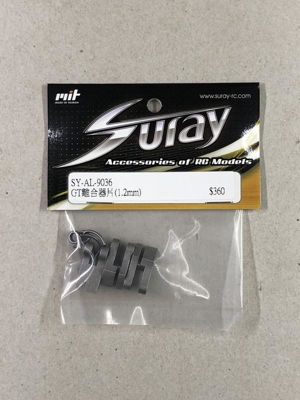 mit
MADE IN TAIWAN
www.suray-rc.com
Suray
Accessories of RC Models
SY-AL-9036
GT離合器片(1.2mm)
$360